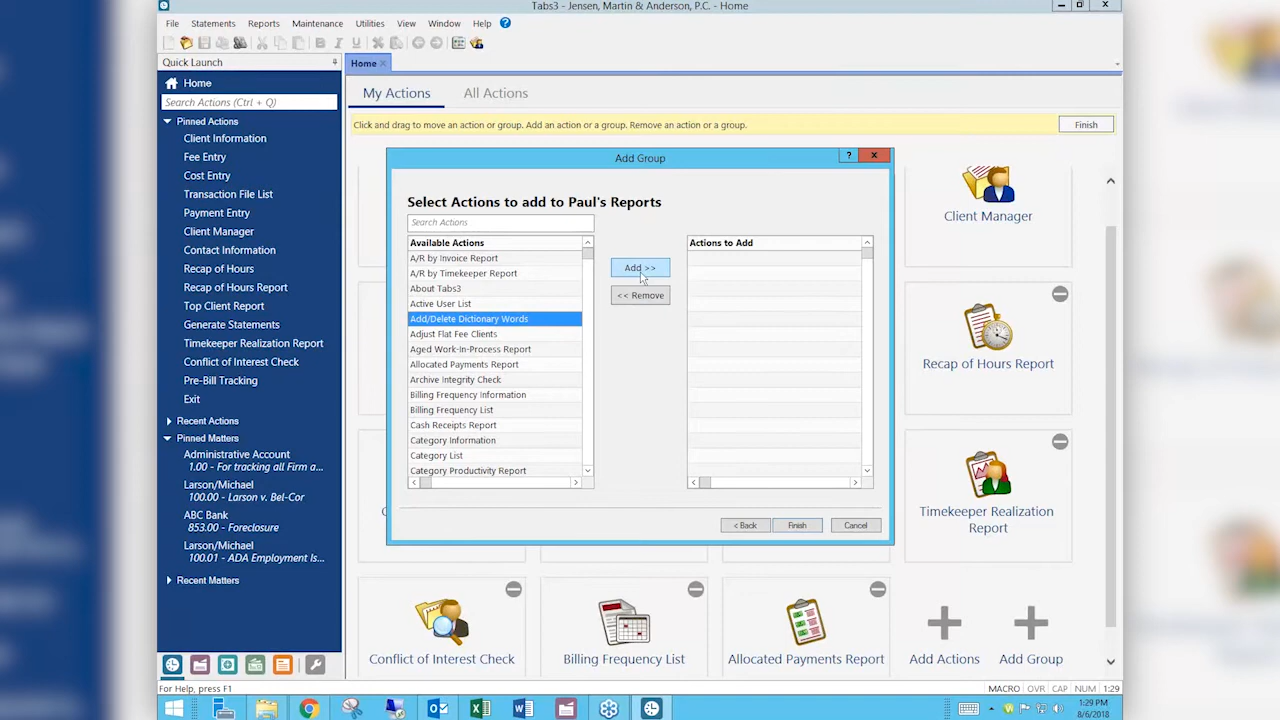 Tabs3 - Jensen, Martin & Anderson, P.C. - Home
File Statements Reports Maintenance Utilities View Window Help
Quick Launch
Home
Search Actions (Ctrl + Q)
Pinned Actions
Client Information
Fee Entry
Cost Entry
Transaction File List
Payment Entry
Client Manager
Contact Information
Recap of Hours
Recap of Hours Report
Top Client Report
Generate Statements
Timekeeper Realization Report
Conflict of Interest Check
Pre-Bill Tracking
Exit
Recent Actions
Pinned Matters
Administrative Account
1.00 - For tracking all Firm a...
Larson/Michael
100.00 - Larson v. Bel-Cor
ABC Bank
853.00 - Foreclosure
Larson/Michael
100.01 - ADA Employment Is...
Recent Matters
Home
My Actions All Actions
Click and drag to move an action or group. Add an action or a group. Remove an action or a group.
Finish
Add Group
?
Select Actions to add to Paul's Reports
Search Actions
Available Actions
A/R by Invoice Report
A/R by Timekeeper Report
About Tabs3
Active User List
Add/Delete Dictionary Words
Adjust Flat Fee Clients
Aged Work-In-Process Report
Allocated Payments Report
Archive Integrity Check
Billing Frequency Information
Billing Frequency List
Cash Receipts Report
Category Information
Category List
Category Productivity Report
Add >>
<< Remove
Actions to Add
< Back Finish Cancel
Client Manager
Recap of Hours Report
Timekeeper Realization
Report
Conflict of Interest Check
Billing Frequency List
Allocated Payments Report
Add Actions
Add Group
For Help, press F1
MACRO OVR CAP NUM 1:29
1:29 PM
8/6/2018